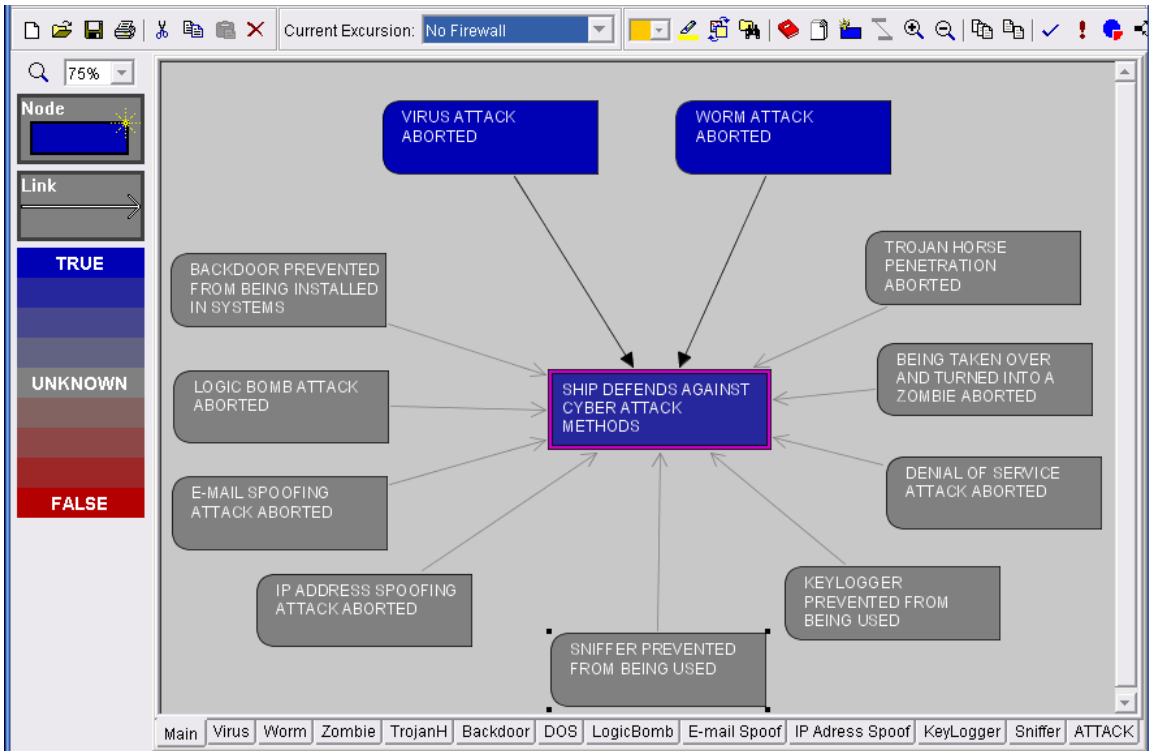 Current Excursion: No Firewall
75%
Node
Link
TRUE
UNKNOWN
FALSE
VIRUS ATTACK
ABORTED
WORM ATTACK
ABORTED
BACKDOOR PREVENTED
FROM BEING INSTALLED
IN SYSTEMS
TROJAN HORSE
PENETRATION
ABORTED
LOGIC BOMB ATTACK
ABORTED
SHIP DEFENDS AGAINST
CYBER ATTACK
METHODS
BEING TAKEN OVER
AND TURNED INTO A
ZOMBIE ABORTED
E-MAIL SPOOFING
ATTACK ABORTED
DENIAL OF SERVICE
ATTACK ABORTED
IP ADDRESS SPOOFING
ATTACK ABORTED
KEYLOGGER
PREVENTED FROM
BEING USED
SNIFFER PREVENTED
FROM BEING USED
Main Virus Worm Zombie TrojanH Backdoor DOS LogicBomb E-mail Spoof IP Adress Spoof KeyLogger Sniffer ATTACK